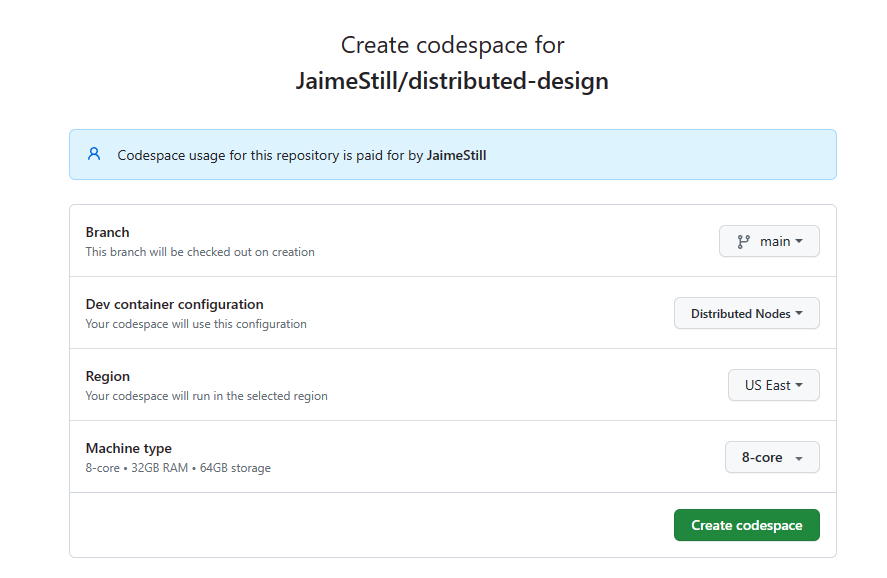 Create codespace for
JaimeStill/distributed-design
Codespace usage for this repository is paid for by JaimeStill
Branch
This branch will be checked out on creation
main
Dev container configuration
Your codespace will use this configuration
Distributed Nodes
Region
Your codespace will run in the selected region
US East
Machine type
8-core • 32GB RAM • 64GB storage
8-core
Create codespace